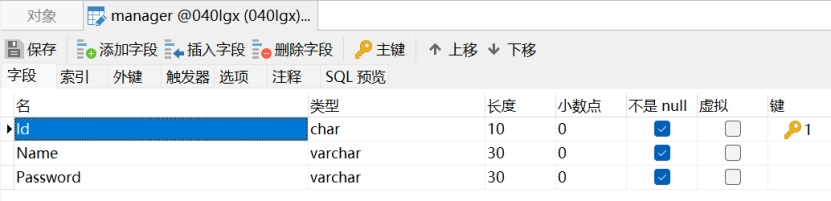 对象 manager @040lgx (040lgx)...
保存 添加字段 插入字段 删除字段 主键 上移 下移
字段 索引 外键 触发器 选项 注释 SQL 预览
名 类型 长度 小数点 不是 null 虚拟 键
Id char 10 0 1
Name varchar 30 0
Password varchar 30 0